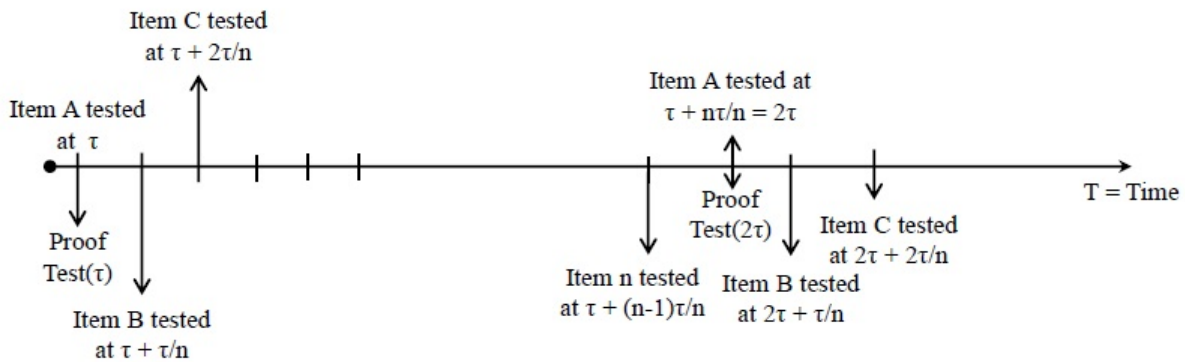 Item C tested
at τ + 2τ/n
Item A tested
at τ
Item A tested at
τ + nτ/n = 2τ
T = Time
Proof
Test(τ)
Item B tested
at τ + τ/n
Item n tested
at τ + (n-1)τ/n
Proof
Test(2τ)
Item B tested
at 2τ + τ/n
Item C tested
at 2τ + 2τ/n